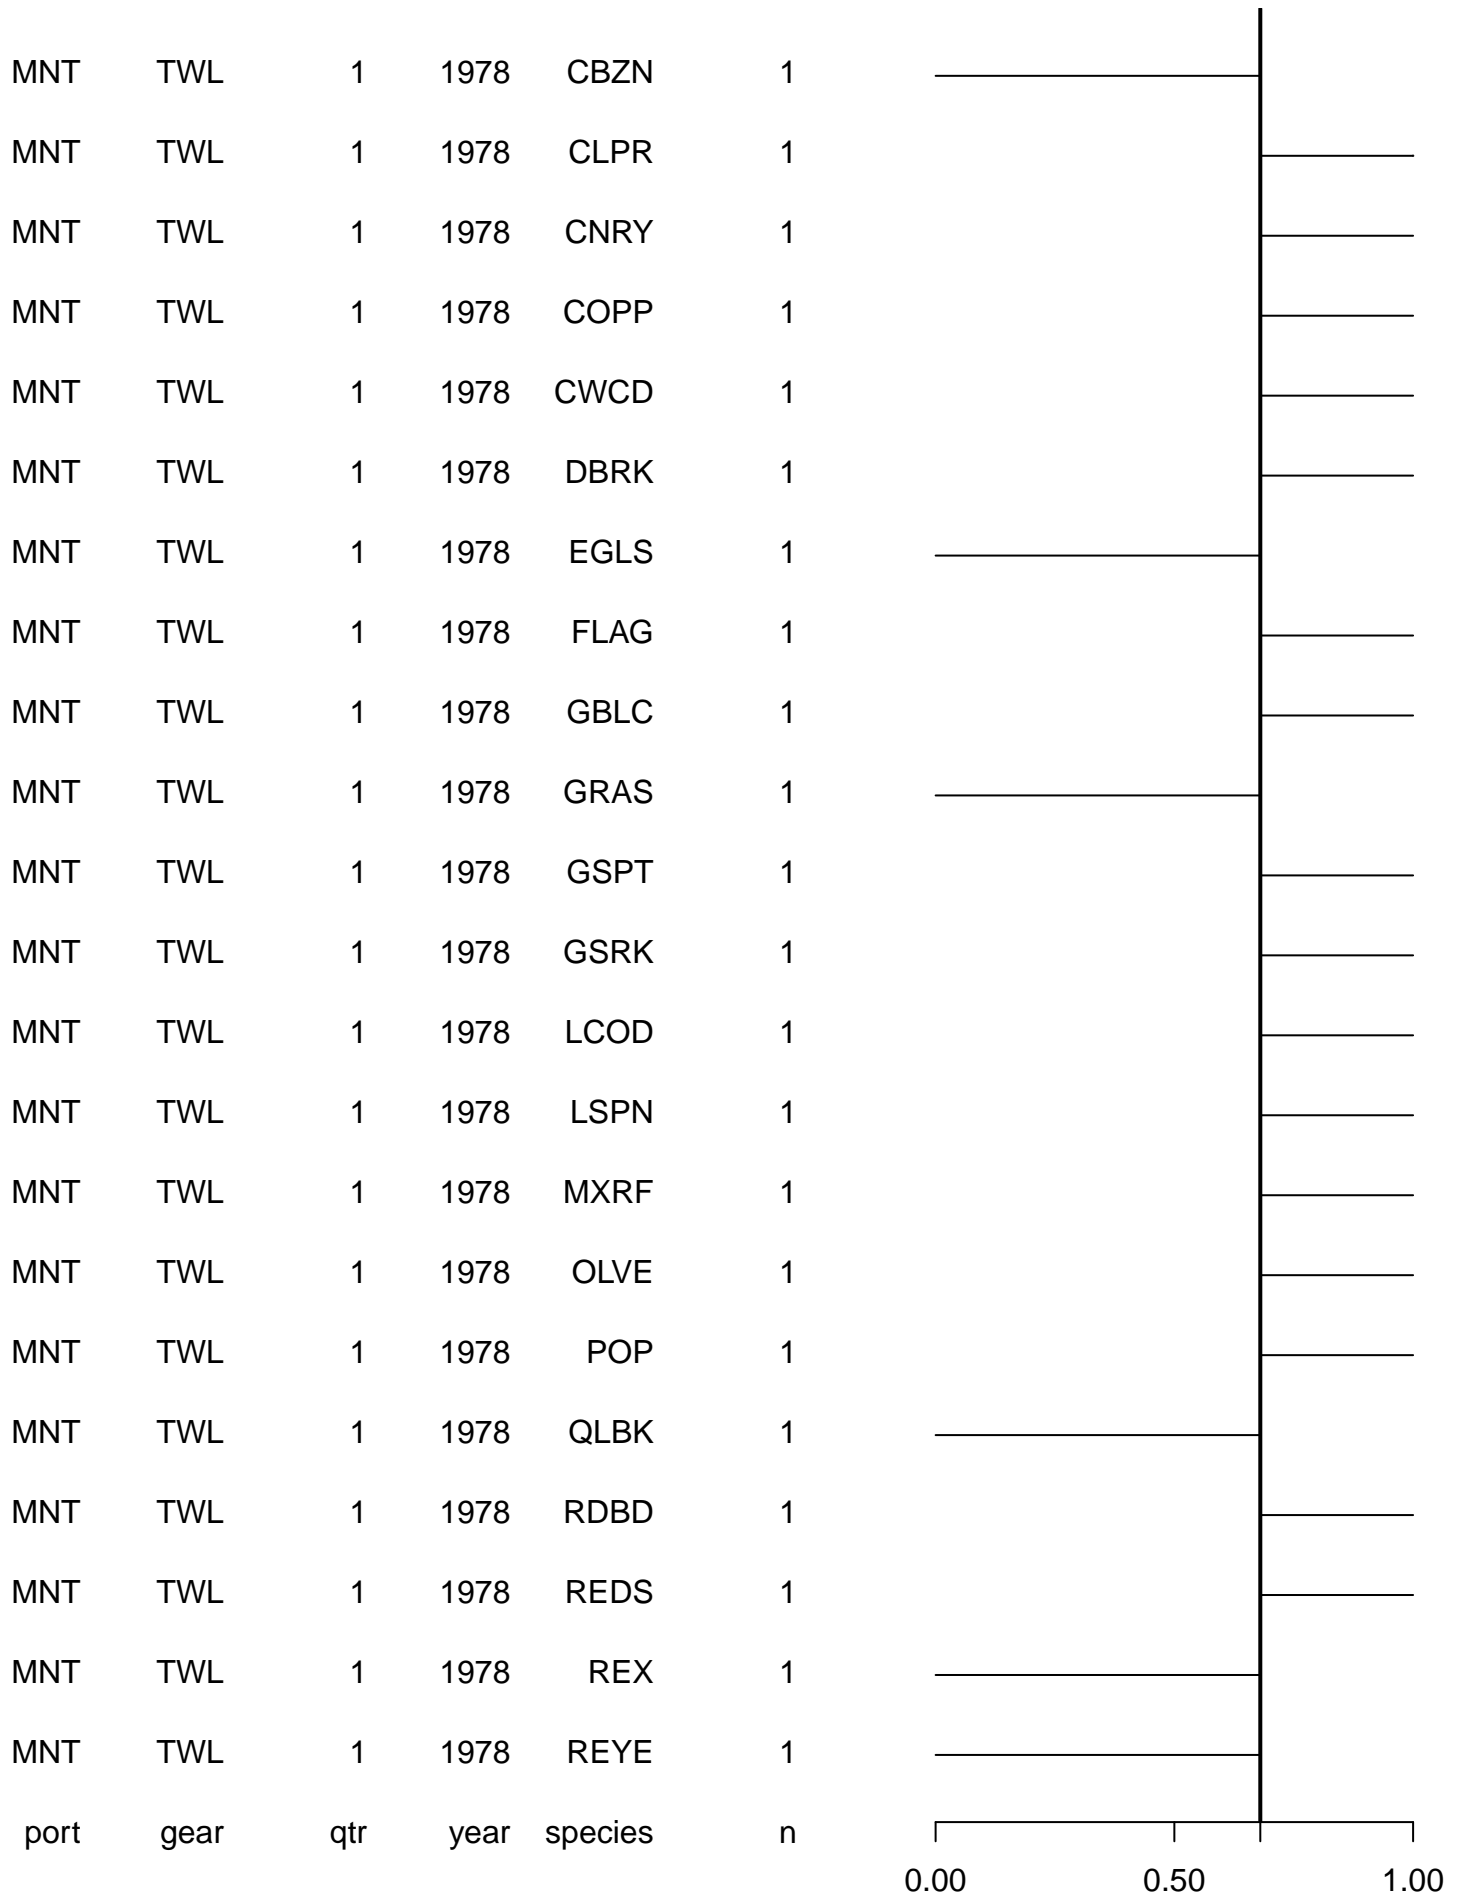 MNT TWL 1 1978 CBZN 1
MNT TWL 1 1978 CLPR 1
MNT TWL 1 1978 CNRY 1
MNT TWL 1 1978 COPP 1
MNT TWL 1 1978 CWCD 1
MNT TWL 1 1978 DBRK 1
MNT TWL 1 1978 EGLS 1
MNT TWL 1 1978 FLAG 1
MNT TWL 1 1978 GBLC 1
MNT TWL 1 1978 GRAS 1
MNT TWL 1 1978 GSPT 1
MNT TWL 1 1978 GSRK 1
MNT TWL 1 1978 LCOD 1
MNT TWL 1 1978 LSPN 1
MNT TWL 1 1978 MXRF 1
MNT TWL 1 1978 OLVE 1
MNT TWL 1 1978 POP 1
MNT TWL 1 1978 QLBK 1
MNT TWL 1 1978 RDBD 1
MNT TWL 1 1978 REDS 1
MNT TWL 1 1978 REX 1
MNT TWL 1 1978 REYE 1
port gear qtr year species n
0.00 0.50 1.00